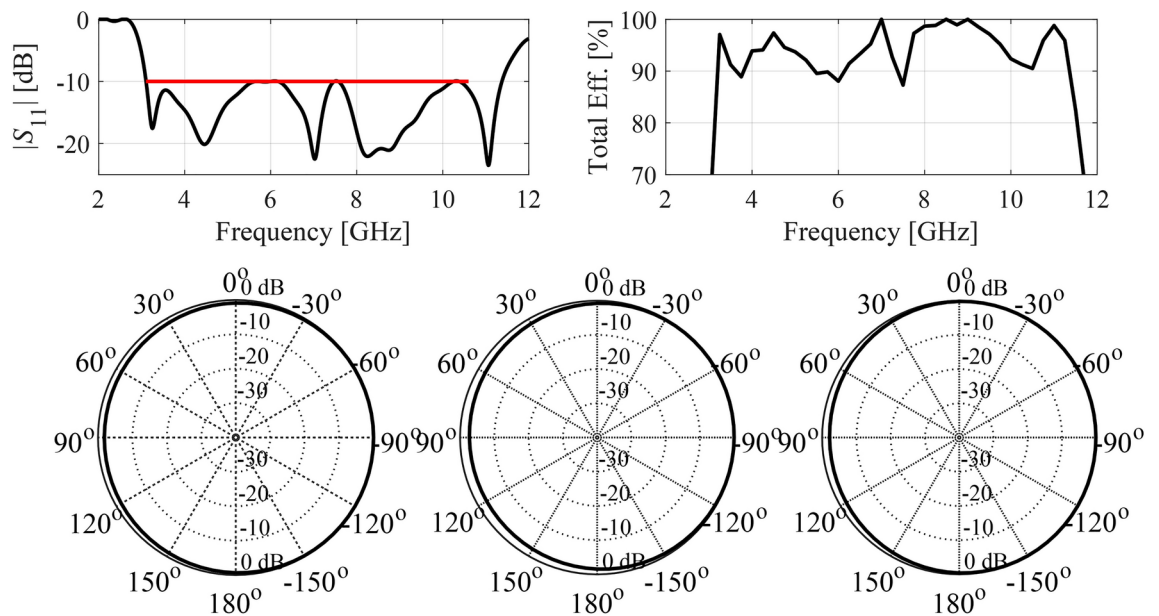 |S11| [dB]
0
-10
-20
2 4 6 8 10 12
Frequency [GHz]
Total Eff. [%]
100
90
80
70
2 4 6 8 10 12
Frequency [GHz]
0o 0 dB
30o -30o
-10
60o -60o
-20
-30
90o -90o
-30
-20
120o -120o
-10
0 dB
150o -150o
180o
0o 0 dB
30o -30o
-10
60o -60o
-20
-30
90o -90o
-30
-20
120o -120o
-10
0 dB
150o -150o
180o
0o 0 dB
30o -30o
-10
60o -60o
-20
-30
90o -90o
-30
-20
120o -120o
-10
0 dB
150o -150o
180o